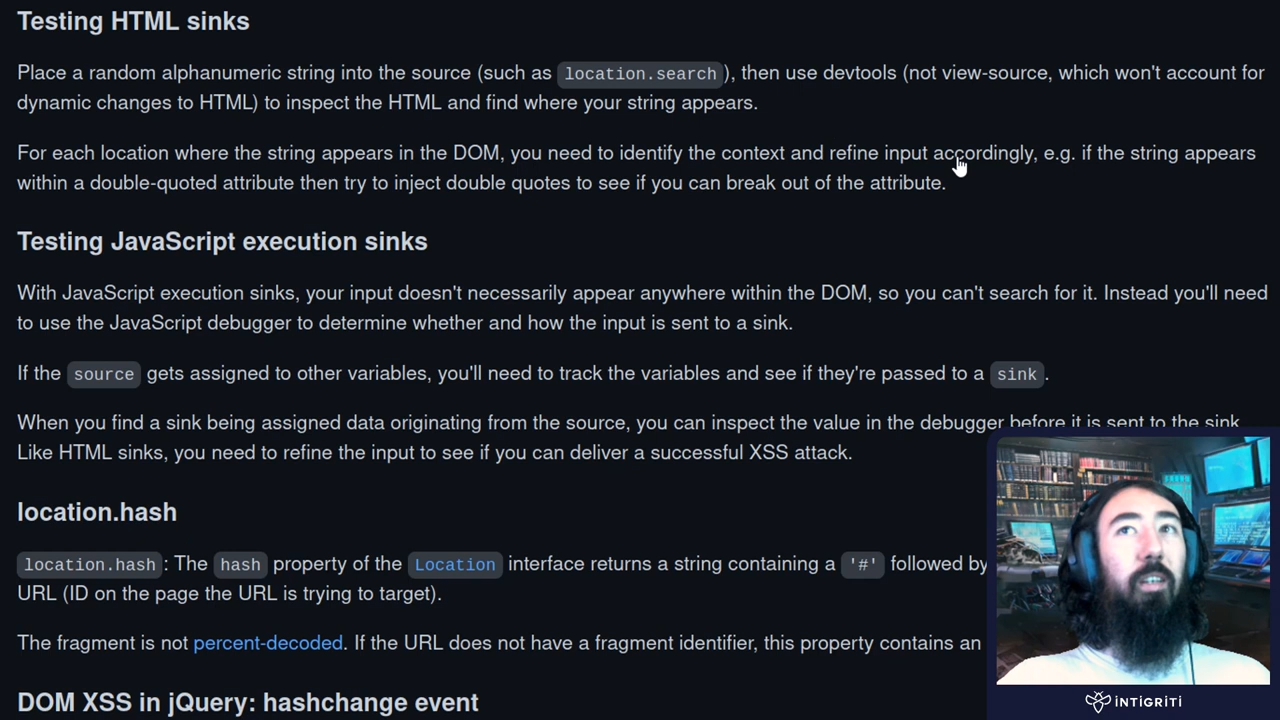 Testing HTML sinks
Place a random alphanumeric string into the source (such as location.search), then use devtools (not view-source, which won't account for
dynamic changes to HTML) to inspect the HTML and find where your string appears.
For each location where the string appears in the DOM, you need to identify the context and refine input accordingly, e.g. if the string appears
within a double-quoted attribute then try to inject double quotes to see if you can break out of the attribute.
Testing JavaScript execution sinks
With JavaScript execution sinks, your input doesn't necessarily appear anywhere within the DOM, so you can't search for it. Instead you'll need
to use the JavaScript debugger to determine whether and how the input is sent to a sink.
If the source gets assigned to other variables, you'll need to track the variables and see if they're passed to a sink.
When you find a sink being assigned data originating from the source, you can inspect the value in the debugger before it is sent to the sink
Like HTML sinks, you need to refine the input to see if you can deliver a successful XSS attack.
location.hash
location.hash: The hash property of the Location interface returns a string containing a '#' followed by
URL (ID on the page the URL is trying to target).
The fragment is not percent-decoded. If the URL does not have a fragment identifier, this property contains an
DOM XSS in jQuery: hashchange event
INTIGRITI